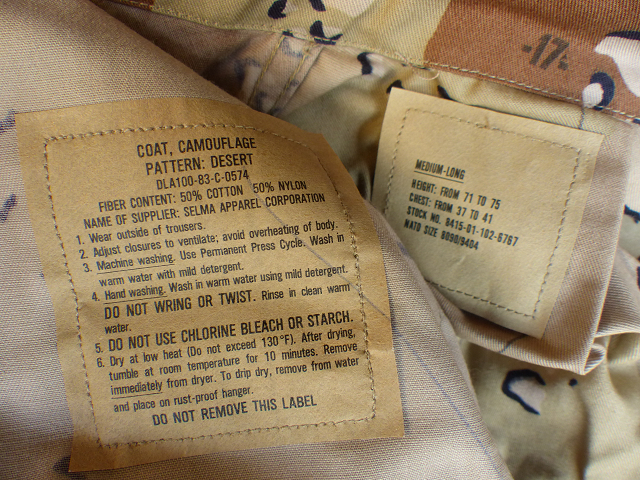 COAT, CAMOUFLAGE
PATTERN: DESERT
DLA100-83-C-0574
FIBER CONTENT: 50% COTTON 50% NYLON
NAME OF SUPPLIER: SELMA APPAREL CORPORATION
1. Wear outside of trousers.
2. Adjust closures to ventilate; avoid overheating of body.
3. Machine washing. Use Permanent Press Cycle. Wash in
warm water with mild detergent.
4. Hand washing. Wash in warm water using mild detergent.
DO NOT WRING OR TWIST. Rinse in clean warm
water.
5. DO NOT USE CHLORINE BLEACH OR STARCH.
6. Dry at low heat (Do not exceed 130°F). After drying,
tumble at room temperature for 10 minutes. Remove
immediately from dryer. To drip dry, remove from water
and place on rust-proof hanger.
DO NOT REMOVE THIS LABEL
-17-
MEDIUM-LONG
HEIGHT: FROM 71 TO 75
CHEST: FROM 37 TO 41
STOCK NO. 8415-01-102-6767
NATO SIZE 8090/9404